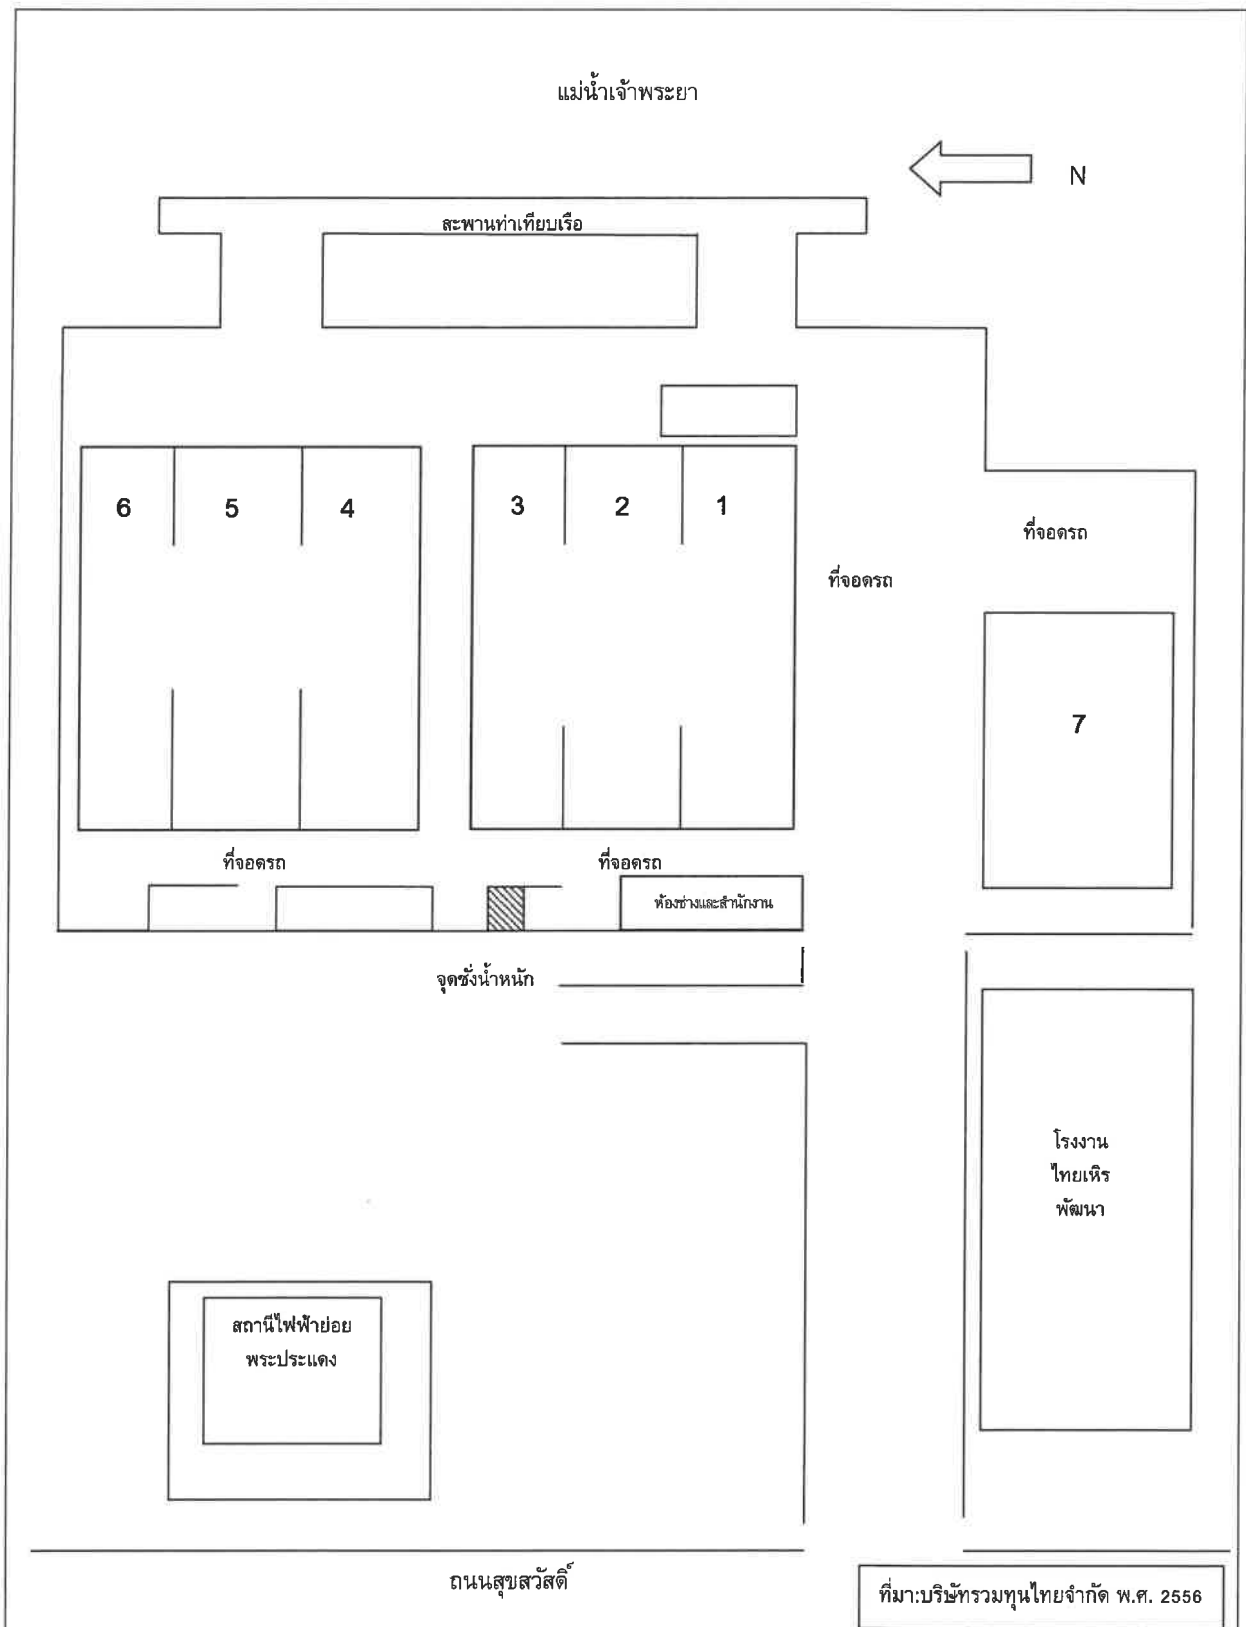 แม่น้ำเจ้าพระยา
N
สะพานท่าเทียบเรือ
6
5
4
3
2
1
ที่จอดรถ
ที่จอดรถ
7
ที่จอดรถ
ที่จอดรถ
ห้องช่างและสำนักงาน
จุดชั่งน้ำหนัก
โรงงาน
ไทยเหิร
พัฒนา
สถานีไฟฟ้าย่อย
พระประแดง
ถนนสุขสวัสดิ์
ที่มา:บริษัทรวมทุนไทยจำกัด พ.ศ. 2556